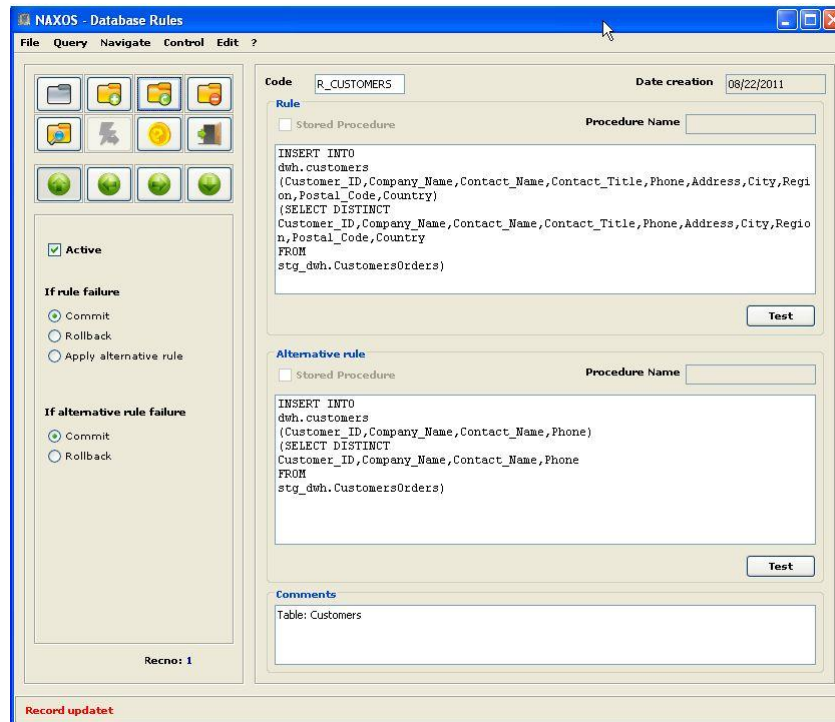 NAXOS - Database Rules
File Query Navigate Control Edit ?
Code R_CUSTOMERS Date creation 08/22/2011
Rule
Stored Procedure Procedure Name
INSERT INTO
dwh.customers
(Customer_ID,Company_Name,Contact_Name,Contact_Title,Phone,Address,City,Regi
on,Postal_Code,Country)
(SELECT DISTINCT
Customer_ID,Company_Name,Contact_Name,Contact_Title,Phone,Address,City,Regio
n,Postal_Code,Country
FROM
stg_dwh.CustomersOrders)
Test
Active
If rule failure
Commit
Rollback
Apply alternative rule
Alternative rule
Stored Procedure Procedure Name
INSERT INTO
dwh.customers
(Customer_ID,Company_Name,Contact_Name,Phone)
(SELECT DISTINCT
Customer_ID,Company_Name,Contact_Name,Phone
FROM
stg_dwh.CustomersOrders)
Test
If alternative rule failure
Commit
Rollback
Comments
Table: Customers
Recno: 1
Record updatet